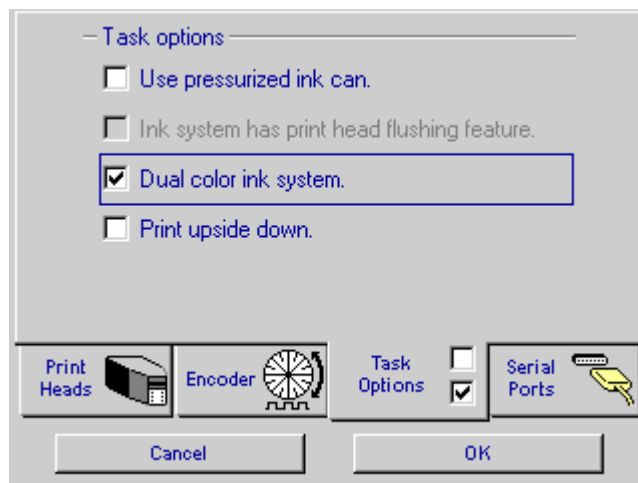 Task options
Use pressurized ink can.
Ink system has print head flushing feature.
Dual color ink system.
Print upside down.
Print
Heads
Encoder
Task
Options
Serial
Ports
Cancel
OK